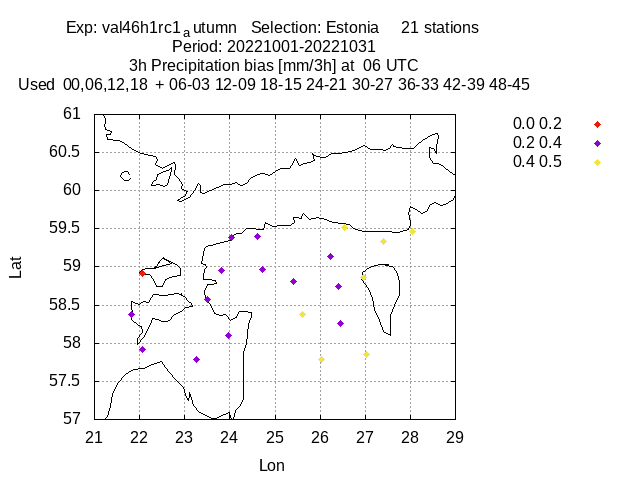 Exp: val46h1rc1ₐutumn Selection: Estonia 21 stations
Period: 20221001-20221031
3h Precipitation bias [mm/3h] at 06 UTC
Used 00,06,12,18 + 06-03 12-09 18-15 24-21 30-27 36-33 42-39 48-45
0.0 0.2
0.2 0.4
0.4 0.5
61
60.5
60
59.5
59
58.5
58
57.5
57
Lat
21 22 23 24 25 26 27 28 29
Lon